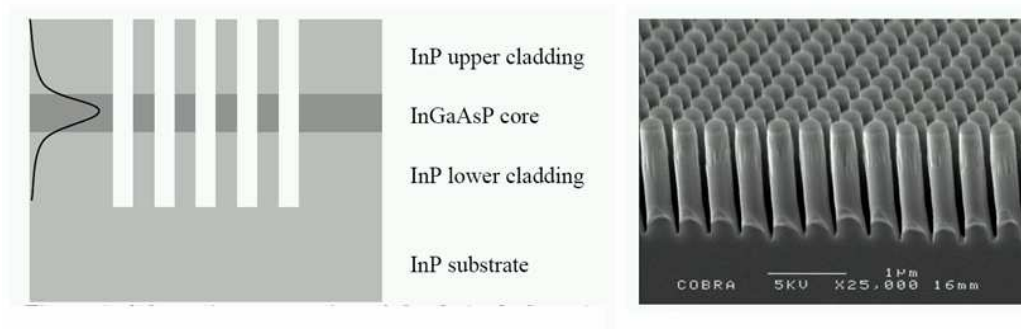 InP upper cladding
InGaAsP core
InP lower cladding
InP substrate
1µm
COBRA 5KV X25,000 16mm